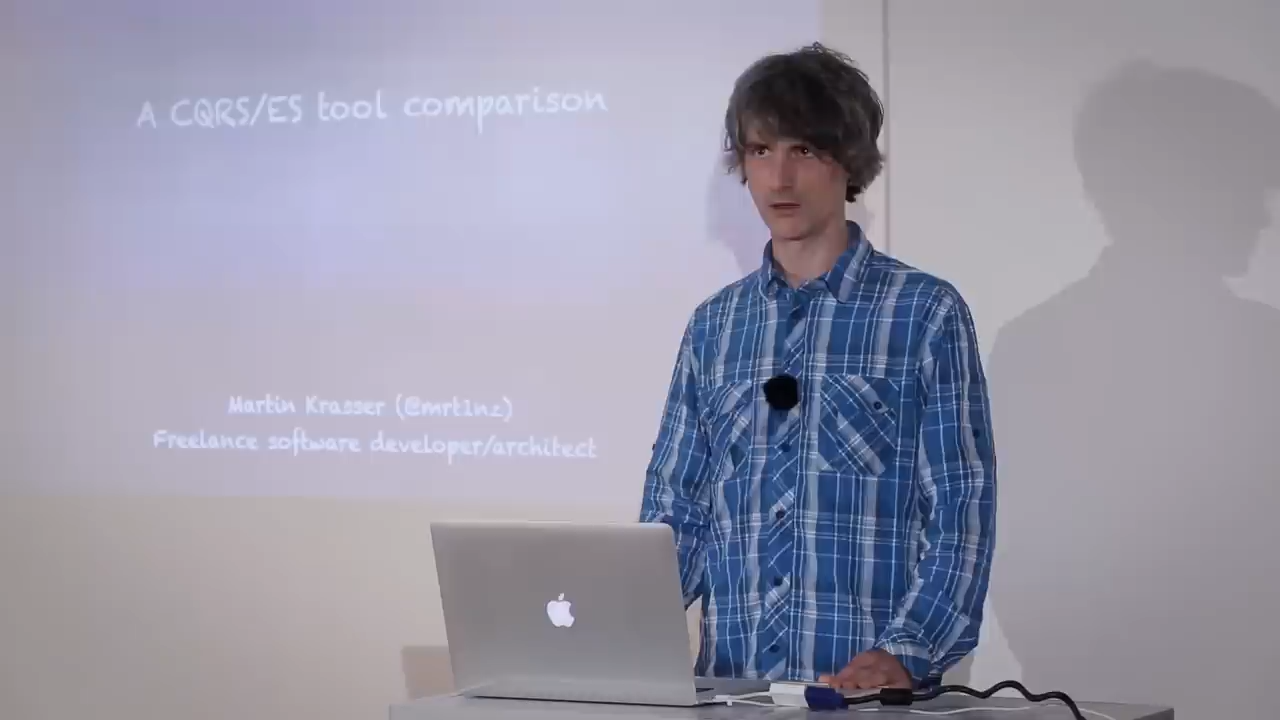 A CQRS/ES tool comparison
Martin Krasser (@mrt1nz)
Freelance software developer/architect